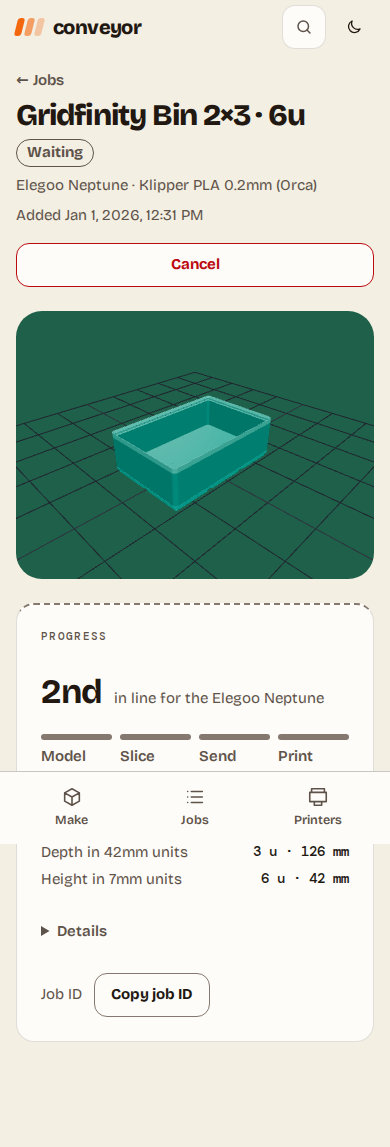 conveyor
← Jobs
Gridfinity Bin 2×3 · 6u
Waiting
Elegoo Neptune · Klipper PLA 0.2mm (Orca)
Added Jan 1, 2026, 12:31 PM
Cancel
PROGRESS
2nd in line for the Elegoo Neptune
Model Slice Send Print
Make Jobs Printers
Depth in 42mm units 3 u · 126 mm
Height in 7mm units 6 u · 42 mm
▶ Details
Job ID Copy job ID